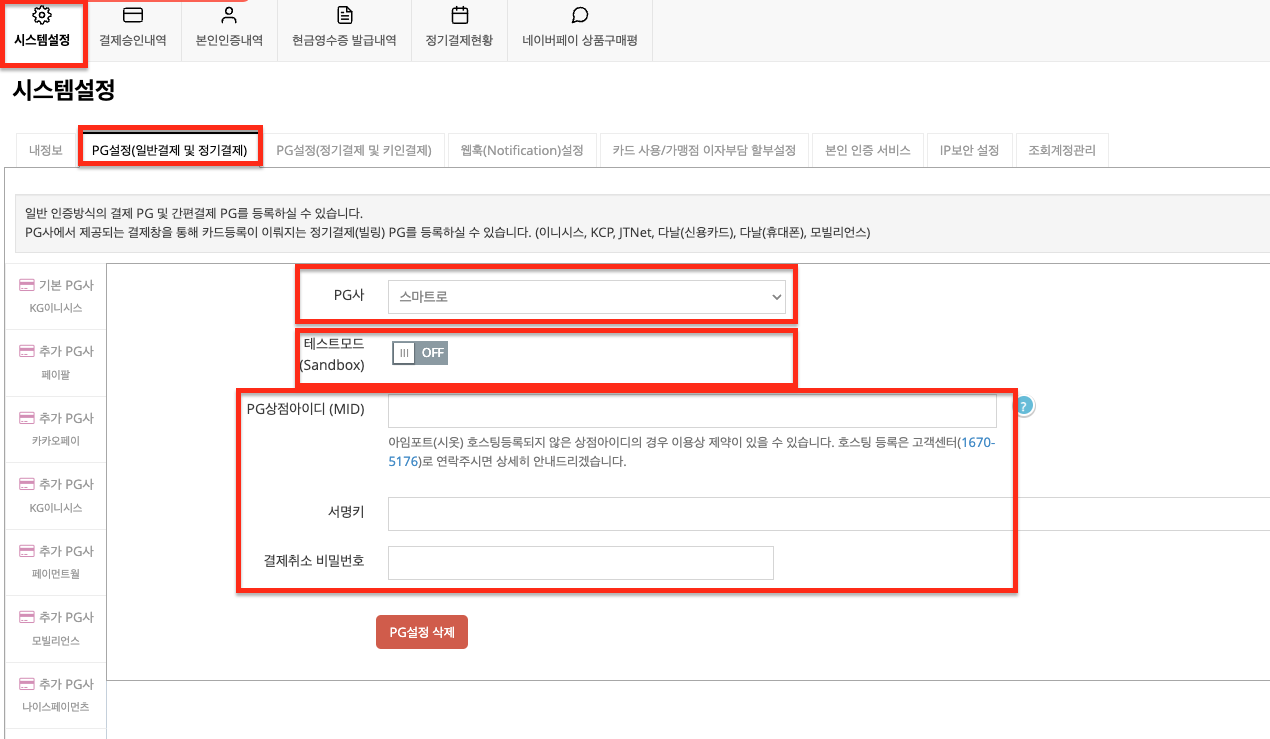 시스템설정
결제승인내역
본인인증내역
현금영수증 발급내역
정기결제현황
네이버페이 상품구매평
시스템설정
내정보
PG설정(일반결제 및 정기결제)
PG설정(정기결제 및 키인결제)
웹훅(Notification)설정
카드 사용/가맹점 이자부담 할부설정
본인 인증 서비스
IP보안 설정
조회계정관리
일반 인증방식의 결제 PG 및 간편결제 PG를 등록하실 수 있습니다.
PG사에서 제공되는 결제창을 통해 카드등록이 이뤄지는 정기결제(빌링) PG를 등록하실 수 있습니다. (이니시스, KCP, JTNet, 다날(신용카드), 다날(휴대폰), 모빌리언스)
기본 PG사
KG이니시스
추가 PG사
페이팔
추가 PG사
카카오페이
추가 PG사
KG이니시스
추가 PG사
페이먼트월
추가 PG사
모빌리언스
추가 PG사
나이스페이먼츠
PG사
스마트로
테스트모드
(Sandbox)
OFF
PG상점아이디 (MID)
?
아임포트(시옷) 호스팅등록되지 않은 상점아이디의 경우 이용상 제약이 있을 수 있습니다. 호스팅 등록은 고객센터(1670-
5176)로 연락주시면 상세히 안내드리겠습니다.
서명키
결제취소 비밀번호
PG설정 삭제